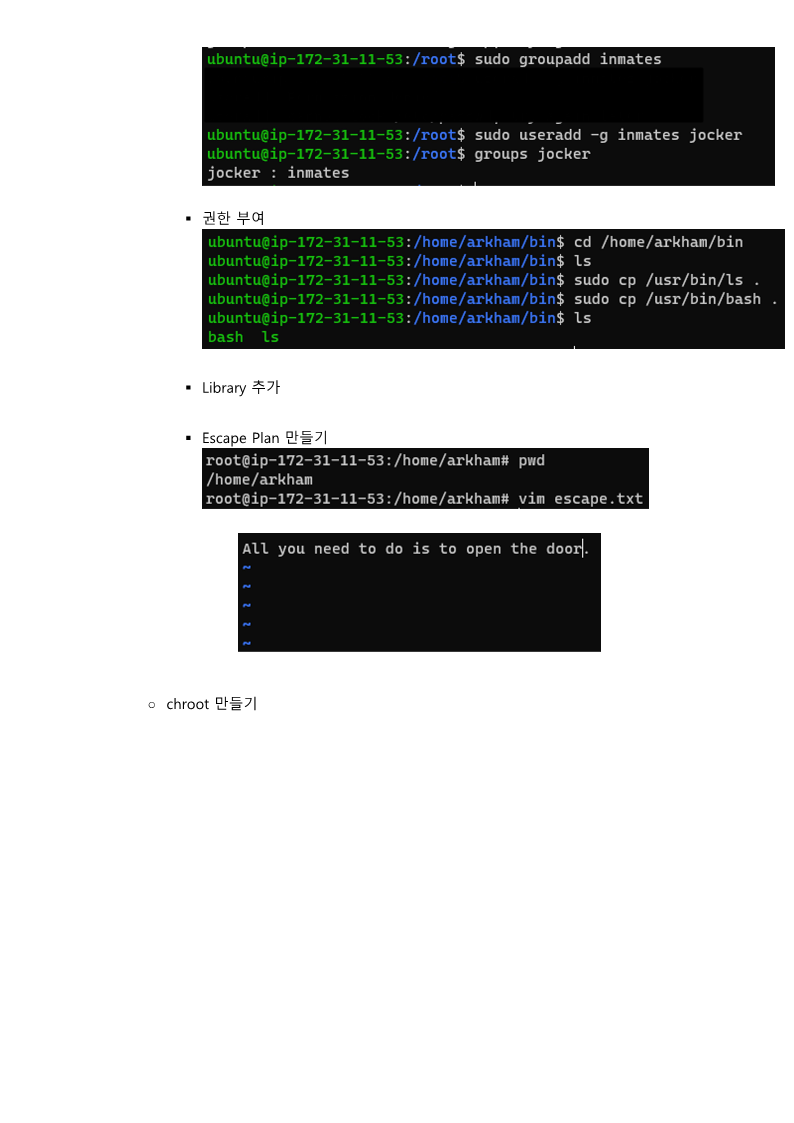 ubuntu@ip-172-31-11-53:/root$ sudo groupadd inmates
ubuntu@ip-172-31-11-53:/root$ sudo useradd -g inmates jocker
ubuntu@ip-172-31-11-53:/root$ groups jocker
jocker : inmates
▪ 권한 부여
ubuntu@ip-172-31-11-53:/home/arkham/bin$ cd /home/arkham/bin
ubuntu@ip-172-31-11-53:/home/arkham/bin$ ls
ubuntu@ip-172-31-11-53:/home/arkham/bin$ sudo cp /usr/bin/ls .
ubuntu@ip-172-31-11-53:/home/arkham/bin$ sudo cp /usr/bin/bash .
ubuntu@ip-172-31-11-53:/home/arkham/bin$ ls
bash ls
▪ Library 추가
▪ Escape Plan 만들기
root@ip-172-31-11-53:/home/arkham# pwd
/home/arkham
root@ip-172-31-11-53:/home/arkham# vim escape.txt
All you need to do is to open the door.
~
~
~
~
~
○ chroot 만들기